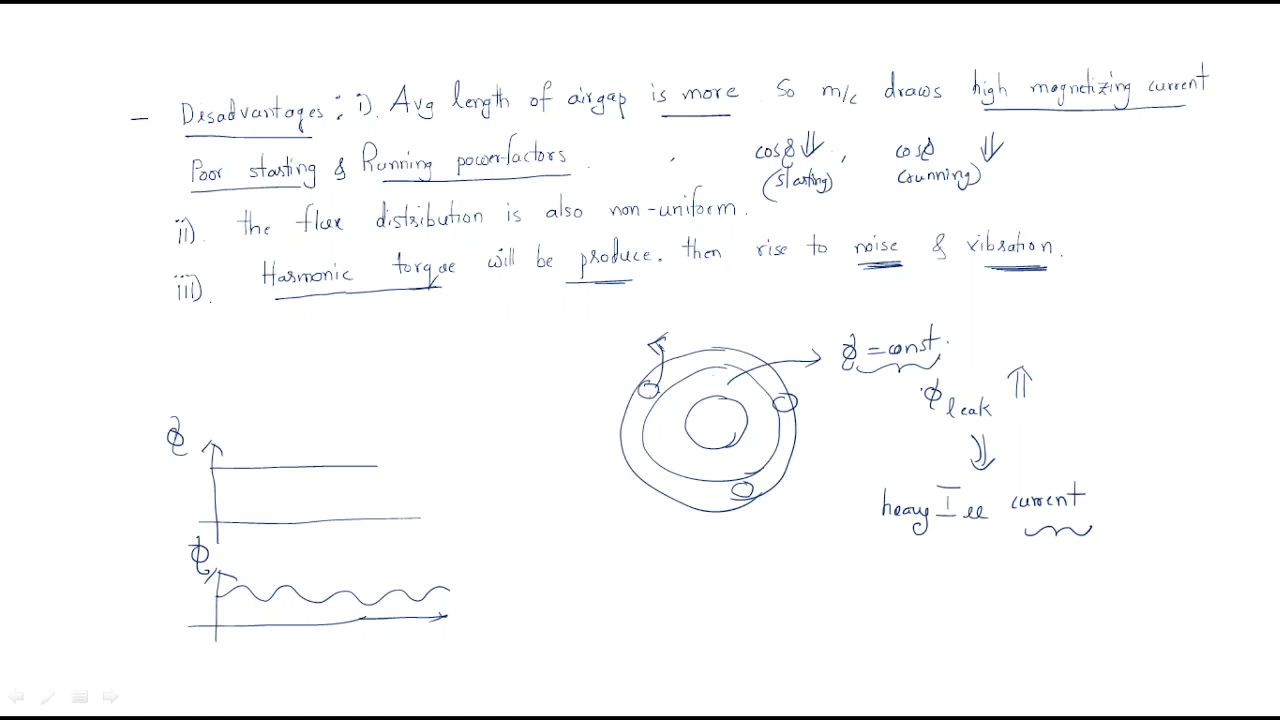 — Disadvantages: i). Avg length of airgap is more. So m/c draws high magnetizing current
Poor starting & Running powerfactors.
cosϕ ⇓, cosϕ ⇓
(starting) (running)
ii). the flux distribution is also non-uniform.
iii). Harmonic torque will be produce. then rise to noise & vibration.
ϕ = const.
ϕleak ⇑
⇓
heavy I current
ϕ
ϕ